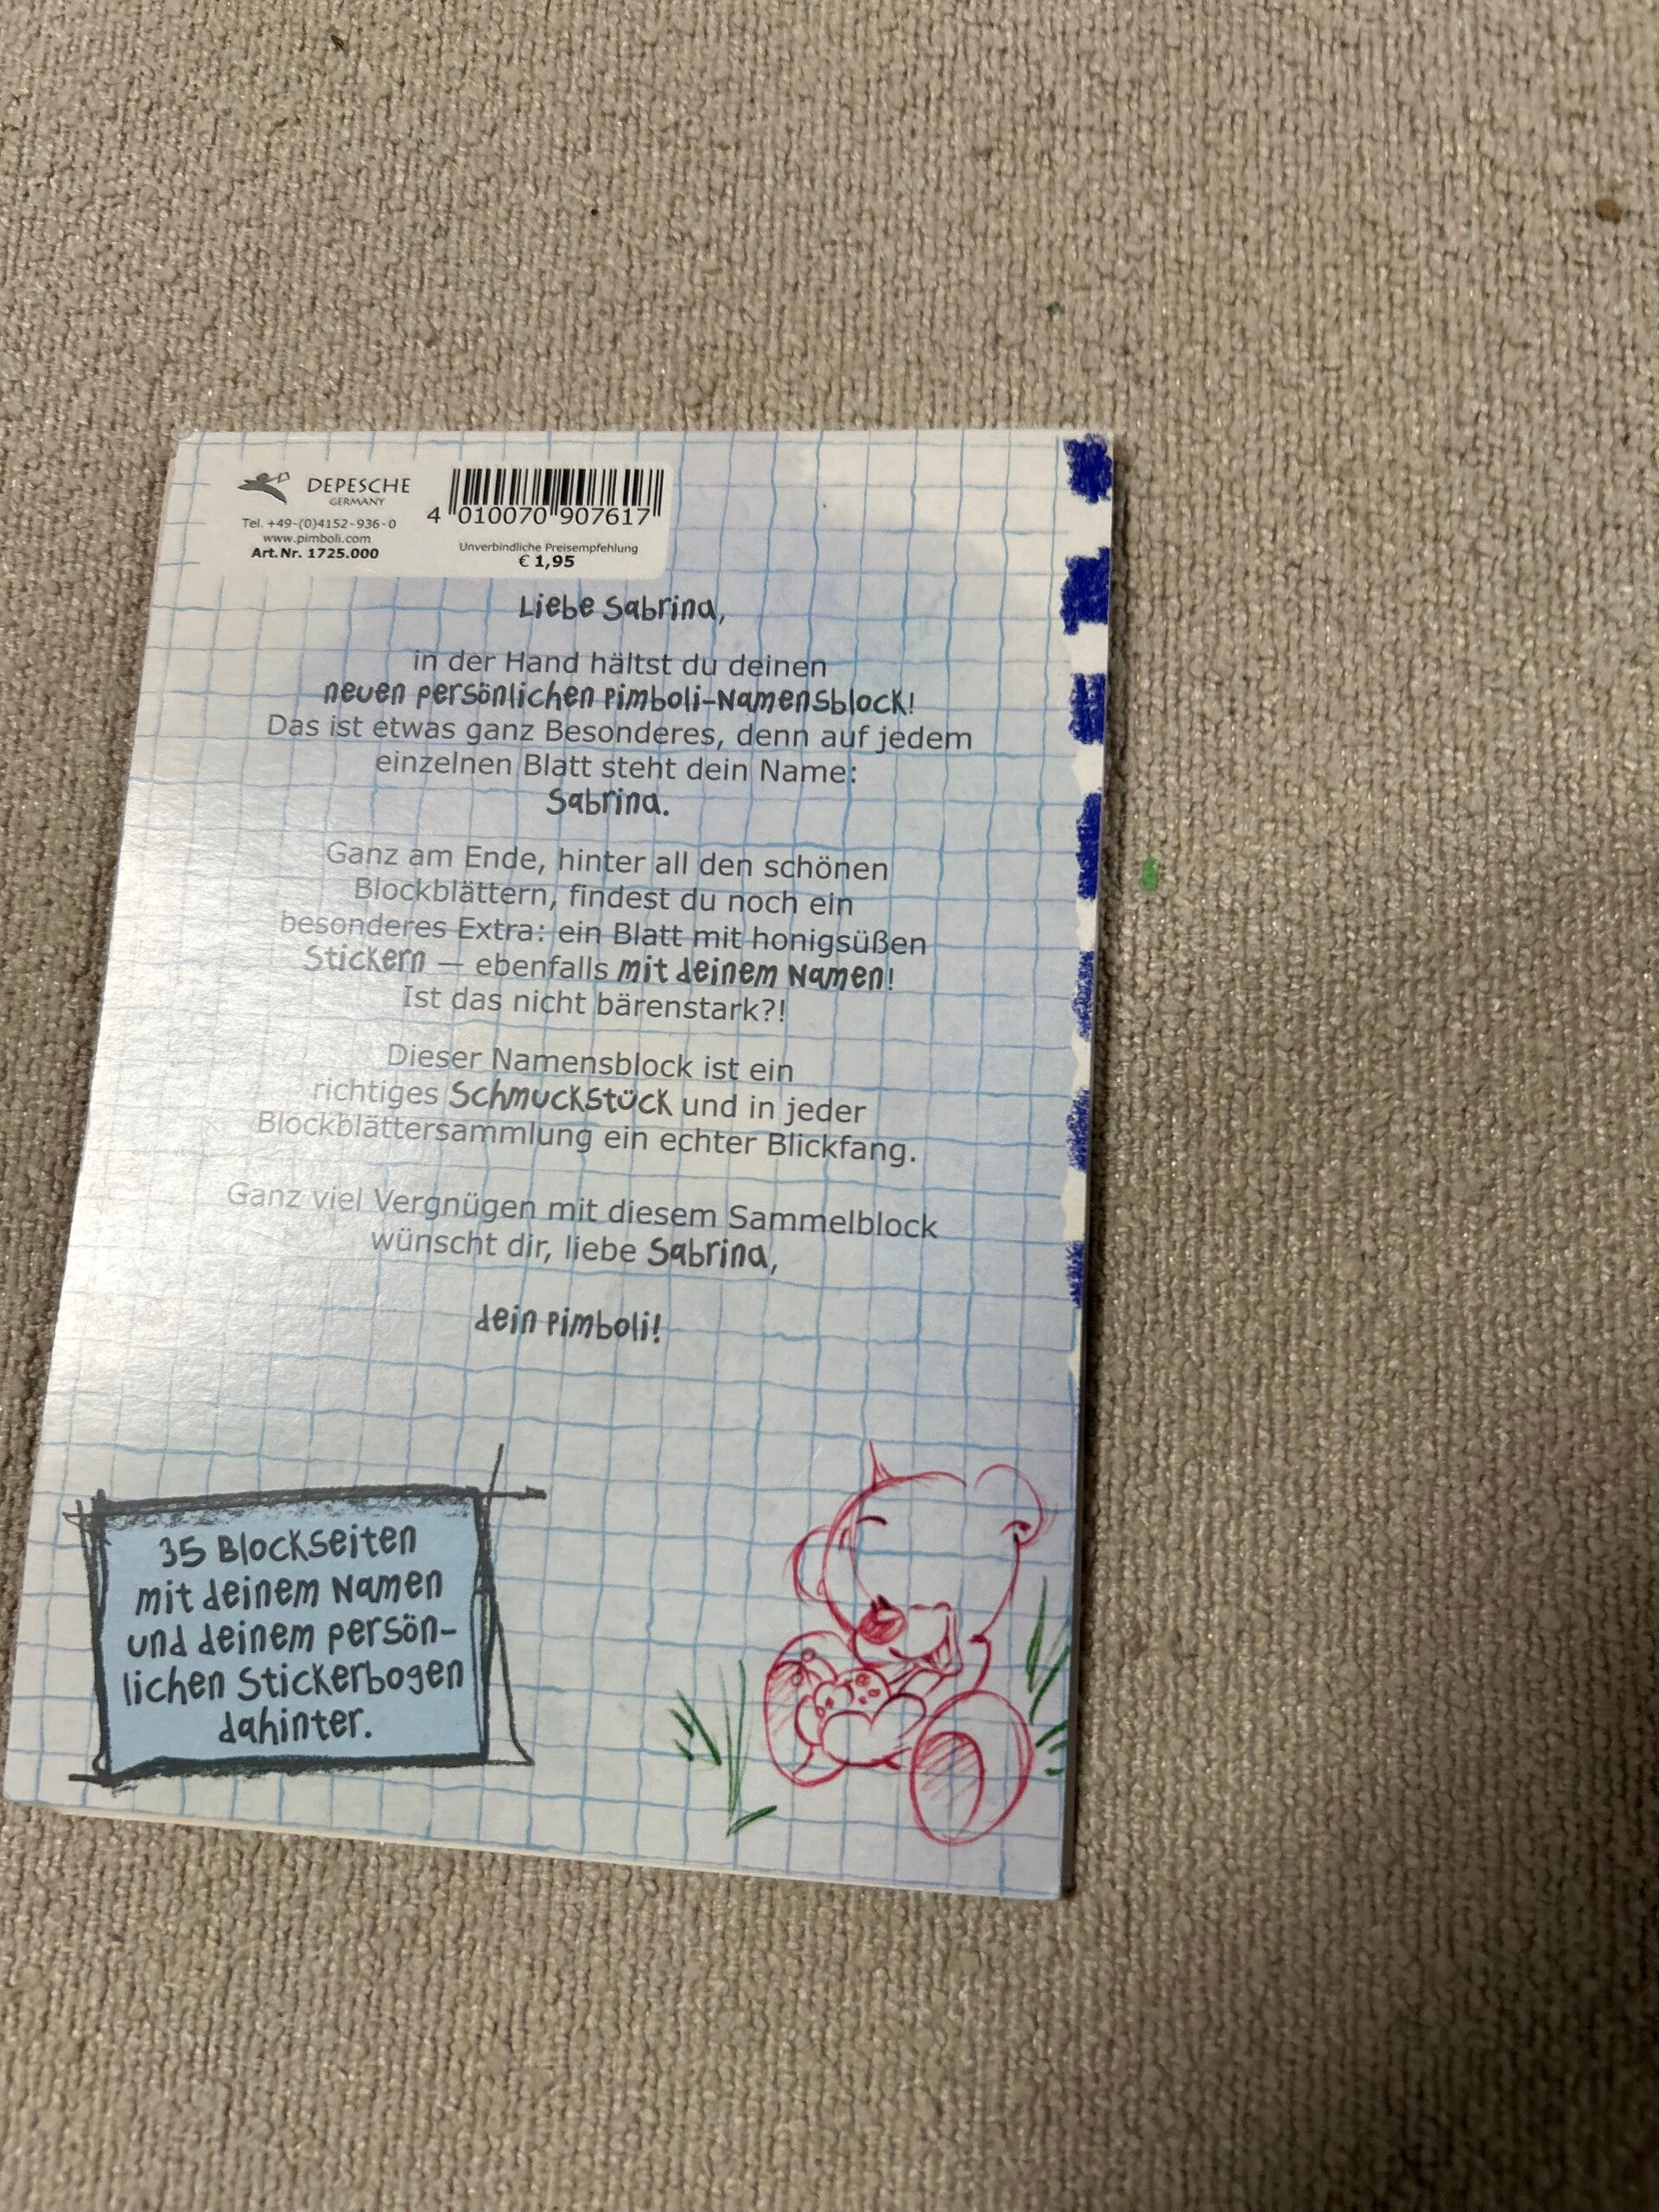 DEPESCHE
GERMANY
Tel. +49-(0)4152-936-0
www.pimboli.com
Art.Nr. 1725.000
4 010070 907617
Unverbindliche Preisempfehlung
€ 1,95
Liebe Sabrina,
in der Hand hältst du deinen
neuen persönlichen Pimboli-Namensblock!
Das ist etwas ganz Besonderes, denn auf jedem
einzelnen Blatt steht dein Name:
Sabrina.
Ganz am Ende, hinter all den schönen
Blockblättern, findest du noch ein
besonderes Extra: ein Blatt mit honigsüßen
Stickern – ebenfalls mit deinem Namen!
Ist das nicht bärenstark?!
Dieser Namensblock ist ein
richtiges Schmuckstück und in jeder
Blockblättersammlung ein echter Blickfang.
Ganz viel Vergnügen mit diesem Sammelblock
wünscht dir, liebe Sabrina,
dein Pimboli!
35 Blockseiten
mit deinem Namen
und deinem persön-
lichen Stickerbogen
dahinter.